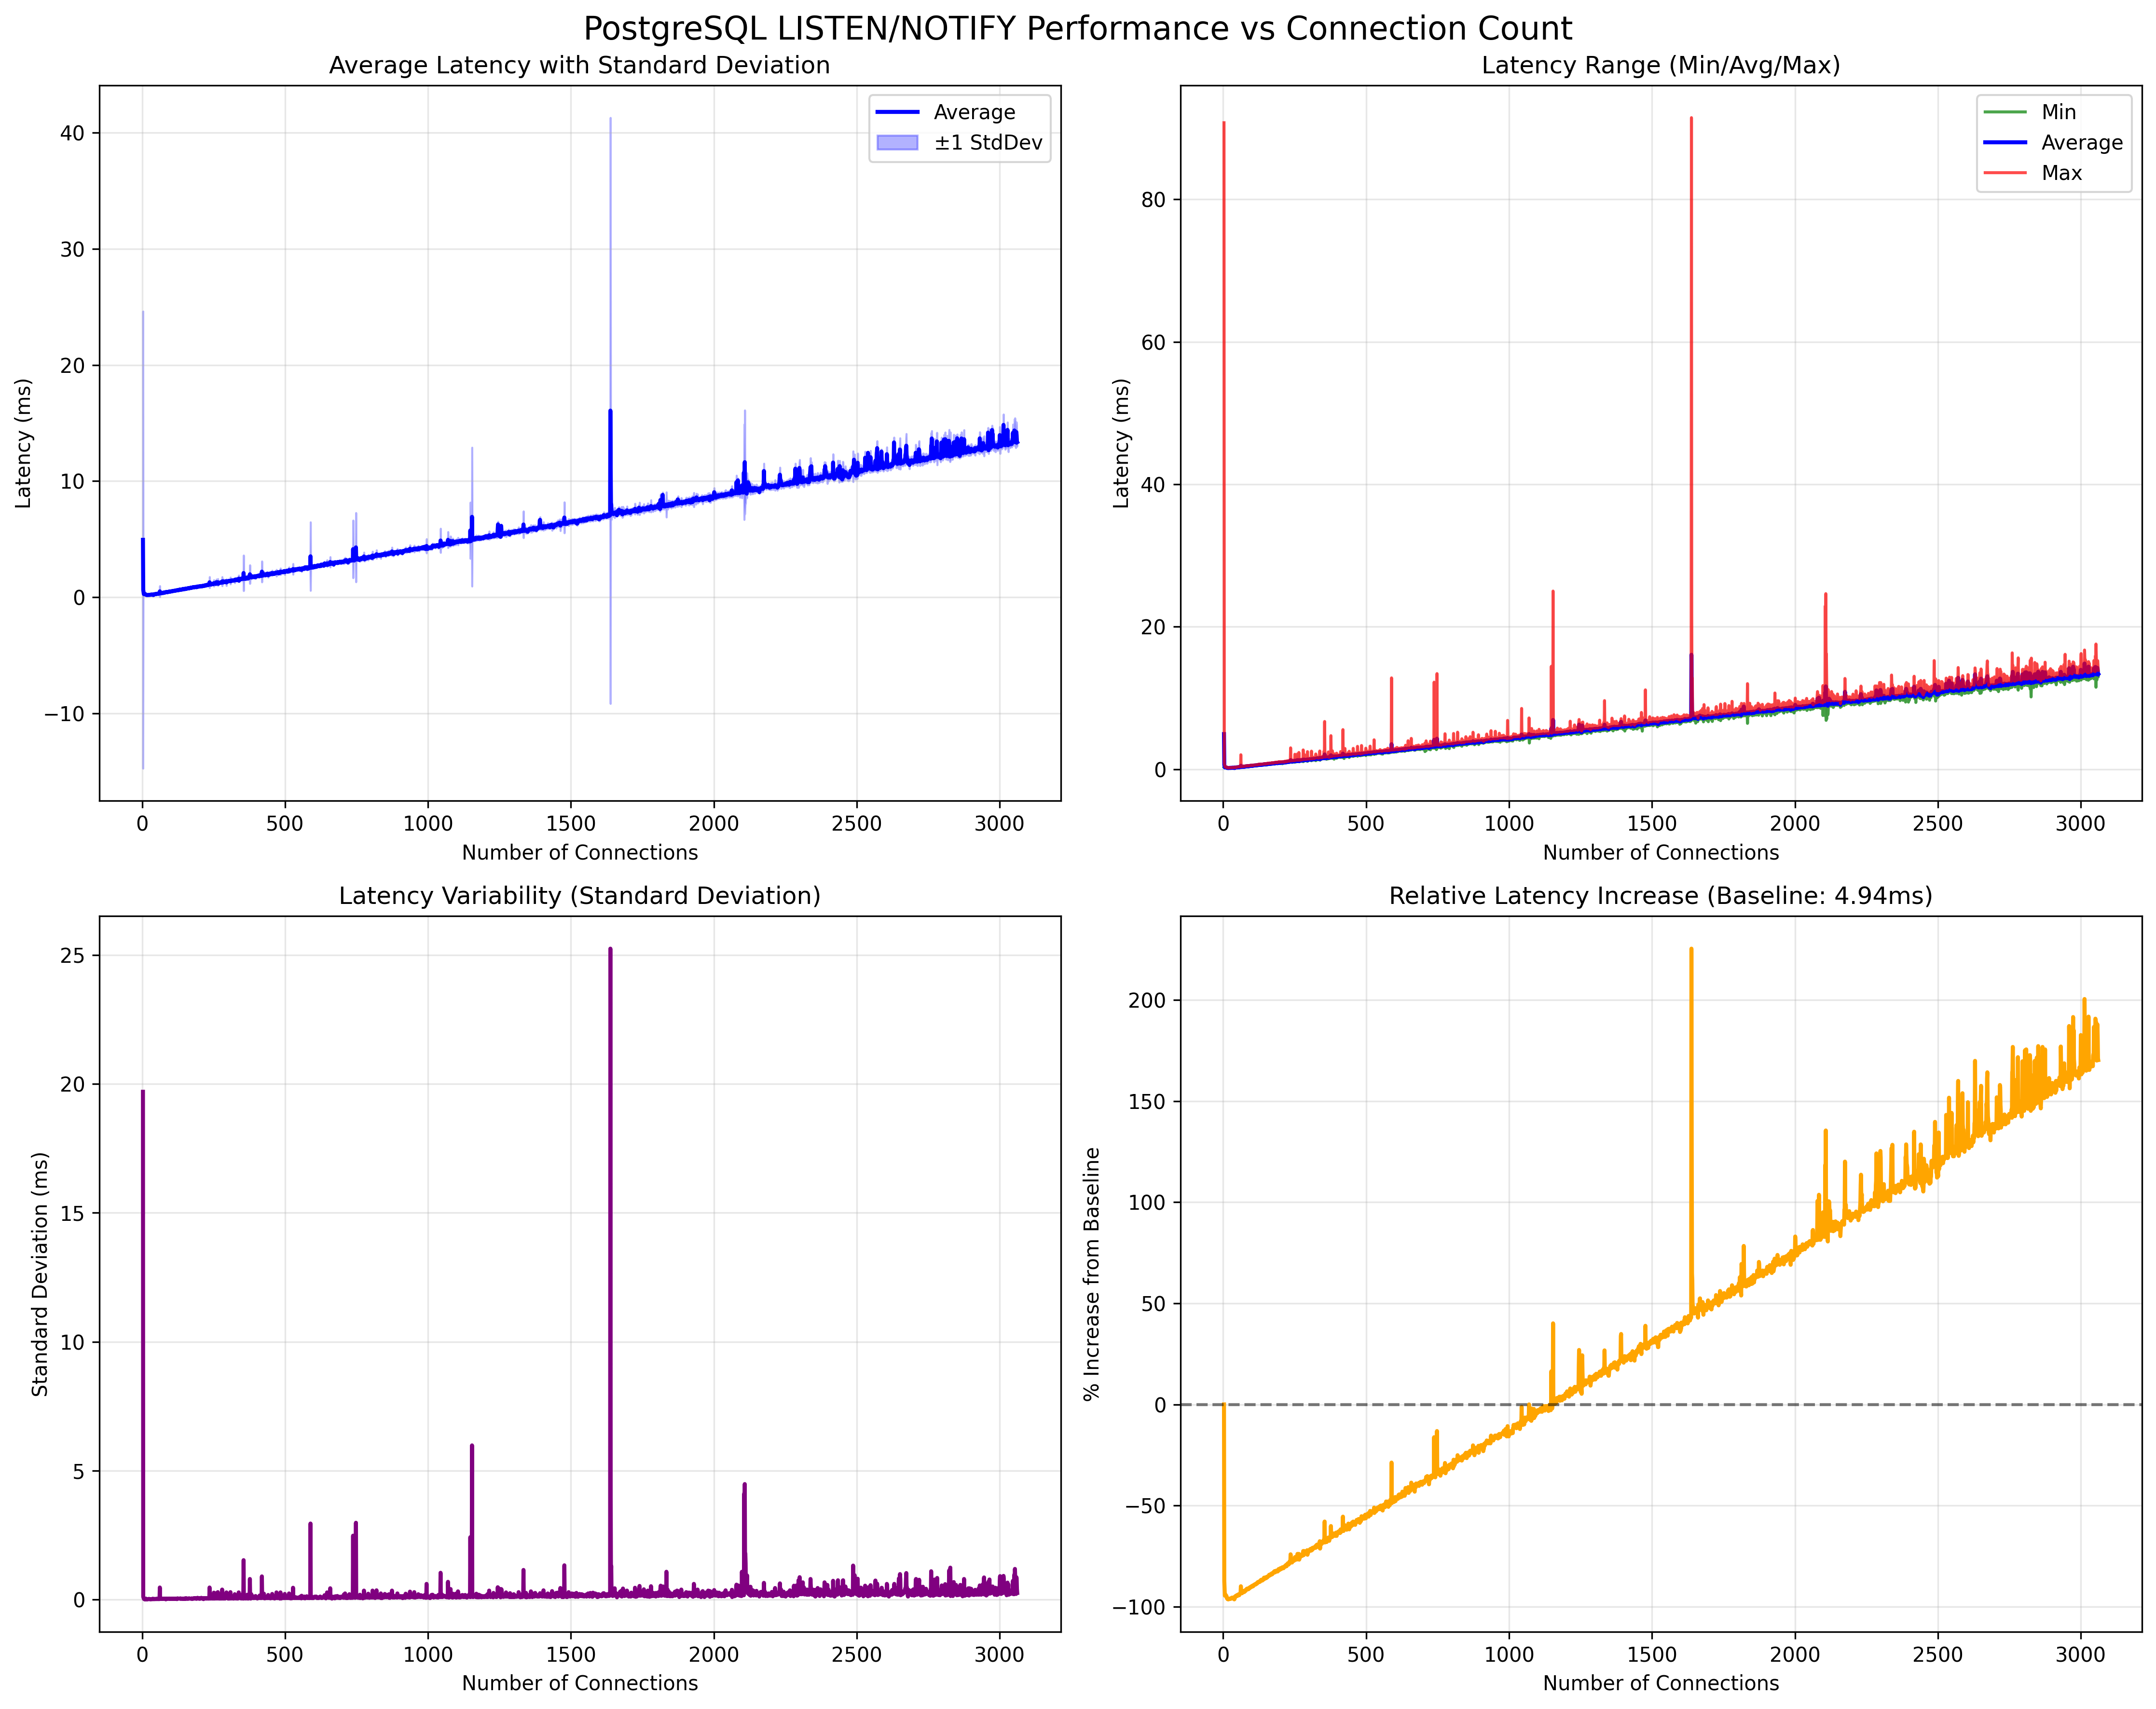 PostgreSQL LISTEN/NOTIFY Performance vs Connection Count
Average Latency with Standard Deviation
Latency (ms)
40
30
20
10
0
−10
Average
±1 StdDev
0 500 1000 1500 2000 2500 3000
Number of Connections
Latency Range (Min/Avg/Max)
Latency (ms)
80
60
40
20
0
Min
Average
Max
0 500 1000 1500 2000 2500 3000
Number of Connections
Latency Variability (Standard Deviation)
Standard Deviation (ms)
25
20
15
10
5
0
0 500 1000 1500 2000 2500 3000
Number of Connections
Relative Latency Increase (Baseline: 4.94ms)
% Increase from Baseline
200
150
100
50
0
−50
−100
0 500 1000 1500 2000 2500 3000
Number of Connections